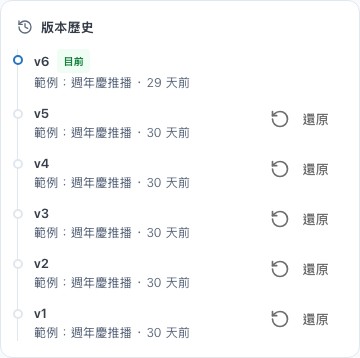 版本歷史
v6 目前
範例：週年慶推播 · 29 天前
v5 還原
範例：週年慶推播 · 30 天前
v4 還原
範例：週年慶推播 · 30 天前
v3 還原
範例：週年慶推播 · 30 天前
v2 還原
範例：週年慶推播 · 30 天前
v1 還原
範例：週年慶推播 · 30 天前